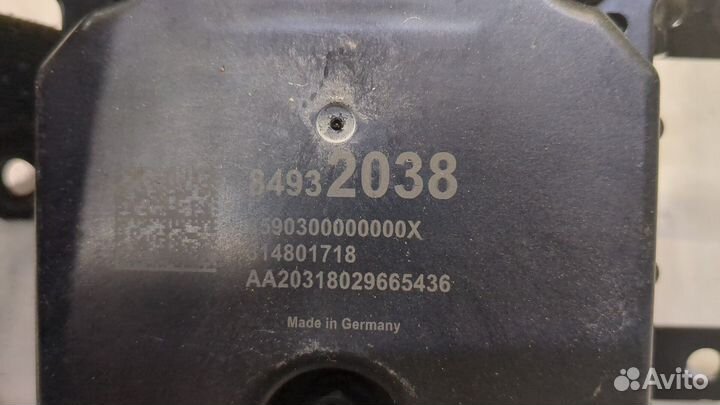 84932038
590300000000X
14801718
AA20318029665436
Made in Germany
Avito